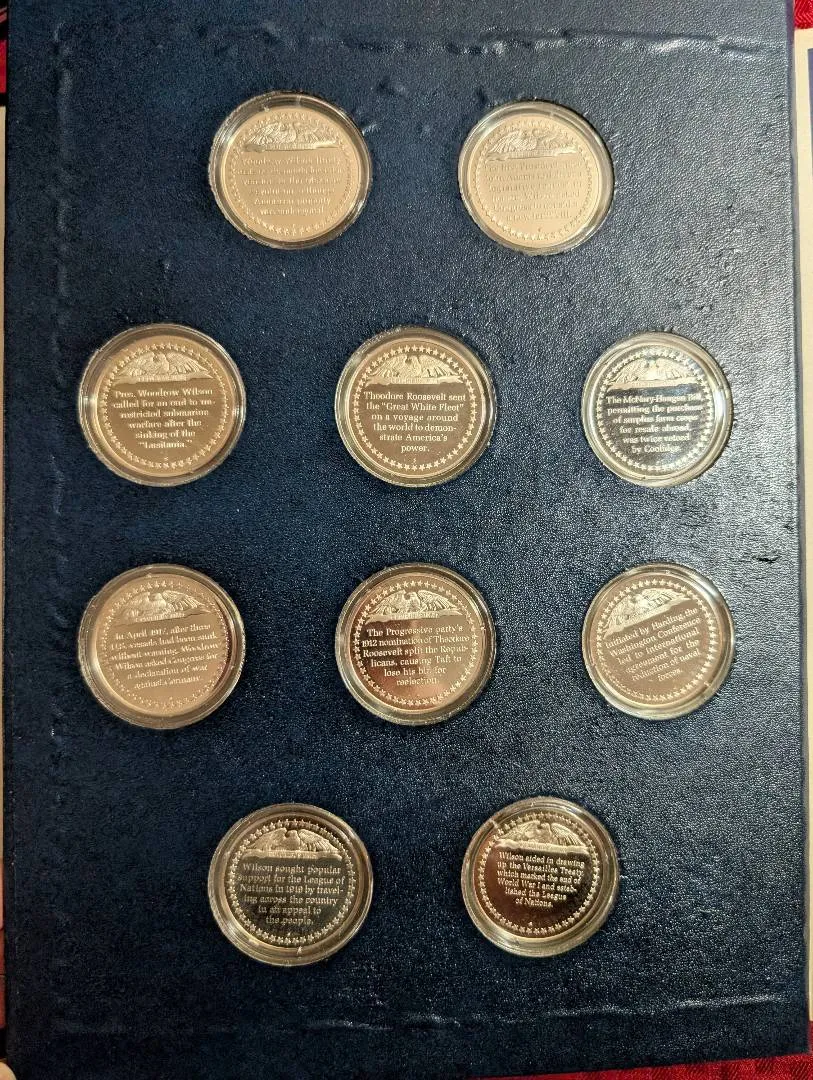 Woodrow Wilson
American property
Pres. Woodrow Wilson
called for an end to un-
restricted submarine
warfare after the
sinking of the
"Lusitania."
Theodore Roosevelt sent
the "Great White Fleet"
on a voyage around
the world to demon-
strate America's
power.
The McNary-Haugen Bill,
permitting the purchase
of surplus farm crops
for resale abroad,
was twice vetoed
by Coolidge.
In April 1917, after three
U.S. vessels had been sunk
without warning, Woodrow
Wilson asked Congress for
a declaration of war
against Germany.
The Progressive party's
1912 nomination of Theodore
Roosevelt split the Repub-
licans, causing Taft to
lose his bid for
reelection.
Initiated by Harding, the
Washington Conference
led to international
agreement for the
reduction of naval
forces.
Wilson sought popular
support for the League of
Nations in 1919 by travel-
ing across the country
in an appeal to
the people.
Wilson aided in drawing
up the Versailles Treaty,
which marked the end of
World War I and estab-
lished the League
of Nations.